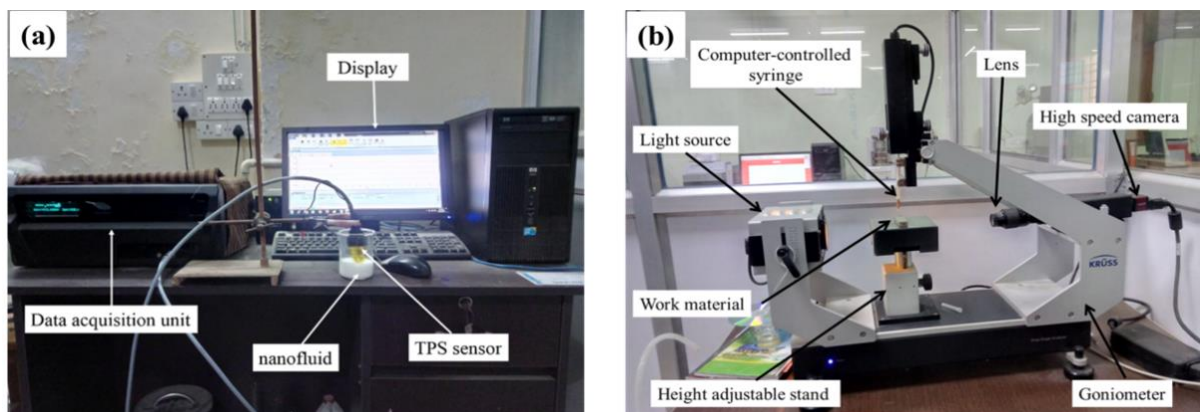 (a)
Display
Data acquisition unit
nanofluid
TPS sensor
(b)
Computer-controlled
syringe
Lens
High speed camera
Light source
KRÜSS
Work material
Height adjustable stand
Goniometer